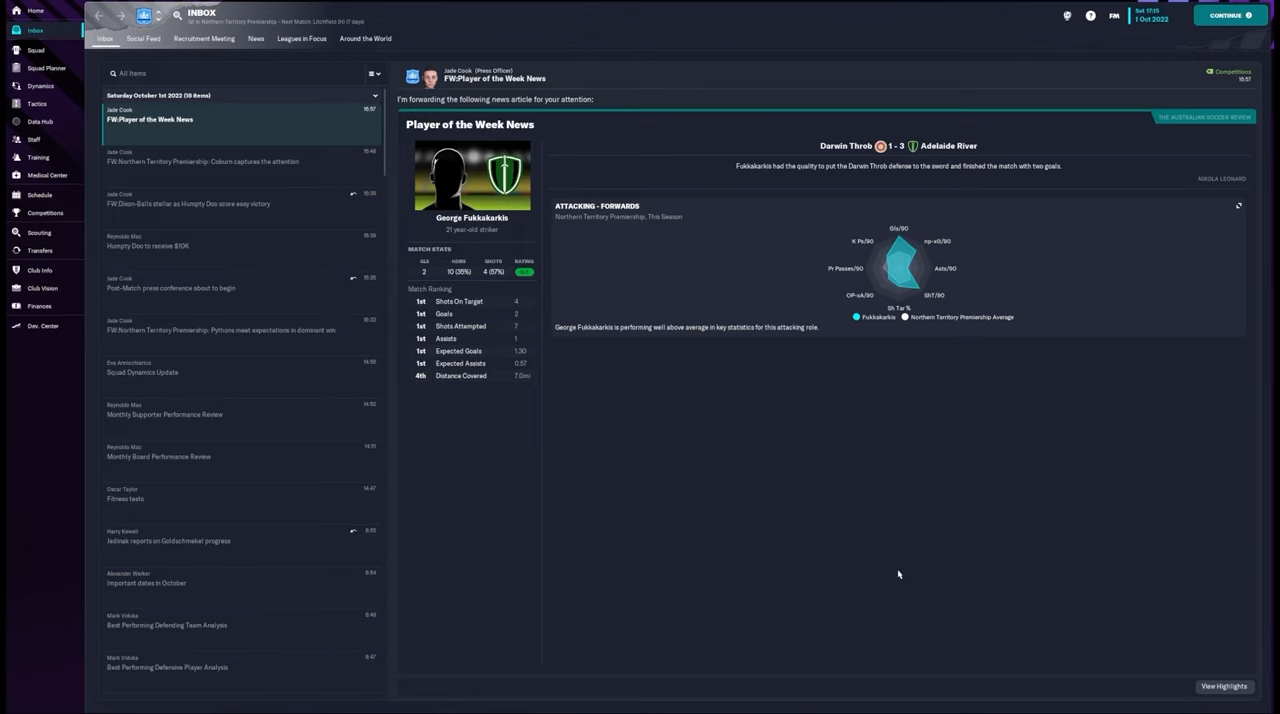 Home
INBOX
1st in Northern Territory Premiership - Next Match: Litchfield (H) (7 days)
FM
Sat 17:15
1 Oct 2022
CONTINUE
Inbox
Squad
Squad Planner
Dynamics
Tactics
Data Hub
Staff
Training
Medical Center
Schedule
Competitions
Scouting
Transfers
Club Info
Club Vision
Finances
Dev. Center
Inbox Social Feed Recruitment Meeting News Leagues in Focus Around the World
All items
Saturday October 1st 2022 (18 items)
Jade Cook 16:57
FW:Player of the Week News
Jade Cook 16:48
FW:Northern Territory Premiership: Coburn captures the attention
Jade Cook 16:39
FW:Dixon-Balls stellar as Humpty Doo score easy victory
Reynoldo Mac 16:39
Humpty Doo to receive $10K
Jade Cook 16:35
Post-Match press conference about to begin
Jade Cook 16:33
FW:Northern Territory Premiership: Pythons meet expectations in dominant win
Eva Annicchiarico 14:58
Squad Dynamics Update
Reynoldo Mac 14:52
Monthly Supporter Performance Review
Reynoldo Mac 14:51
Monthly Board Performance Review
Oscar Taylor 14:47
Fitness tests
Harry Kewell 8:55
Jedinak reports on Goldschmekel progress
Alexander Walker 8:54
Important dates in October
Mark Viduka 8:48
Best Performing Defending Team Analysis
Mark Viduka 8:47
Best Performing Defensive Player Analysis
Jade Cook (Press Officer)
FW:Player of the Week News
Competitions
16:57
I'm forwarding the following news article for your attention:
THE AUSTRALIAN SOCCER REVIEW
Player of the Week News
George Fukkakarkis
21 year-old striker
MATCH STATS
GLS HDRS SHOTS RATING
2 10 (35%) 4 (57%)
Match Ranking
1st Shots On Target 4
1st Goals 2
1st Shots Attempted 7
1st Assists 1
1st Expected Goals 1.30
1st Expected Assists 0.57
4th Distance Covered 7.0mi
Darwin Throb 1 - 3 Adelaide River
Fukkakarkis had the quality to put the Darwin Throb defense to the sword and finished the match with two goals.
NIKOLA LEONARD
ATTACKING - FORWARDS
Northern Territory Premiership, This Season
Gls/90
K Ps/90 np-xG/90
Pr Passes/90 Asts/90
OP-xA/90 ShT/90
Sh Tar %
Fukkakarkis Northern Territory Premiership Average
George Fukkakarkis is performing well above average in key statistics for this attacking role.
View Highlights